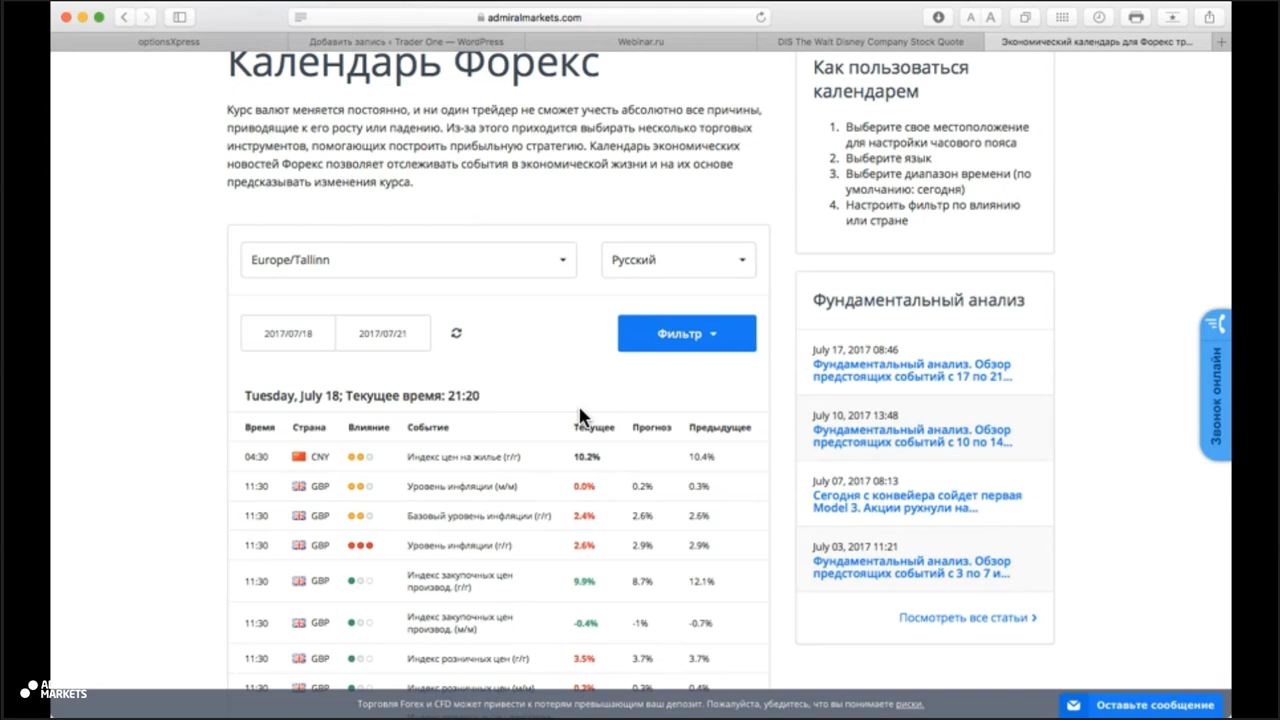 admiralmarkets.com
optionsXpress
Добавить запись ‹ Trader One — WordPress
Webinar.ru
DIS The Walt Disney Company Stock Quote
Экономический календарь для Форекс тр...
Календарь Форекс
Курс валют меняется постоянно, и ни один трейдер не сможет учесть абсолютно все причины,
приводящие к его росту или падению. Из-за этого приходится выбирать несколько торговых
инструментов, помогающих построить прибыльную стратегию. Календарь экономических
новостей Форекс позволяет отслеживать события в экономической жизни и на их основе
предсказывать изменения курса.
Europe/Tallinn
Русский
2017/07/18
2017/07/21
Фильтр
Tuesday, July 18; Текущее время: 21:20
Время Страна Влияние Событие Текущее Прогноз Предыдущее
04:30 CNY Индекс цен на жилье (г/г) 10.2% 10.4%
11:30 GBP Уровень инфляции (м/м) 0.0% 0.2% 0.3%
11:30 GBP Базовый уровень инфляции (г/г) 2.4% 2.6% 2.6%
11:30 GBP Уровень инфляции (г/г) 2.6% 2.9% 2.9%
11:30 GBP Индекс закупочных цен
производ. (г/г) 9.9% 8.7% 12.1%
11:30 GBP Индекс закупочных цен
производ. (м/м) -0.4% -1% -0.7%
11:30 GBP Индекс розничных цен (г/г) 3.5% 3.7% 3.7%
11:30 GBP Индекс розничных цен (м/м) 0.2% 0.3% 0.4%
Как пользоваться
календарем
1. Выберите свое местоположение
для настройки часового пояса
2. Выберите язык
3. Выберите диапазон времени (по
умолчанию: сегодня)
4. Настроить фильтр по влиянию
или стране
Фундаментальный анализ
July 17, 2017 08:46
Фундаментальный анализ. Обзор
предстоящих событий с 17 по 21...
July 10, 2017 13:48
Фундаментальный анализ. Обзор
предстоящих событий с 10 по 14...
July 07, 2017 08:13
Сегодня с конвейера сойдет первая
Model 3. Акции рухнули на...
July 03, 2017 11:21
Фундаментальный анализ. Обзор
предстоящих событий с 3 по 7 и...
Посмотреть все статьи
Звонок онлайн
MARKETS
Торговля Forex и CFD может привести к потерям превышающим ваш депозит. Пожалуйста, убедитесь, что вы понимаете риски.
Оставьте сообщение